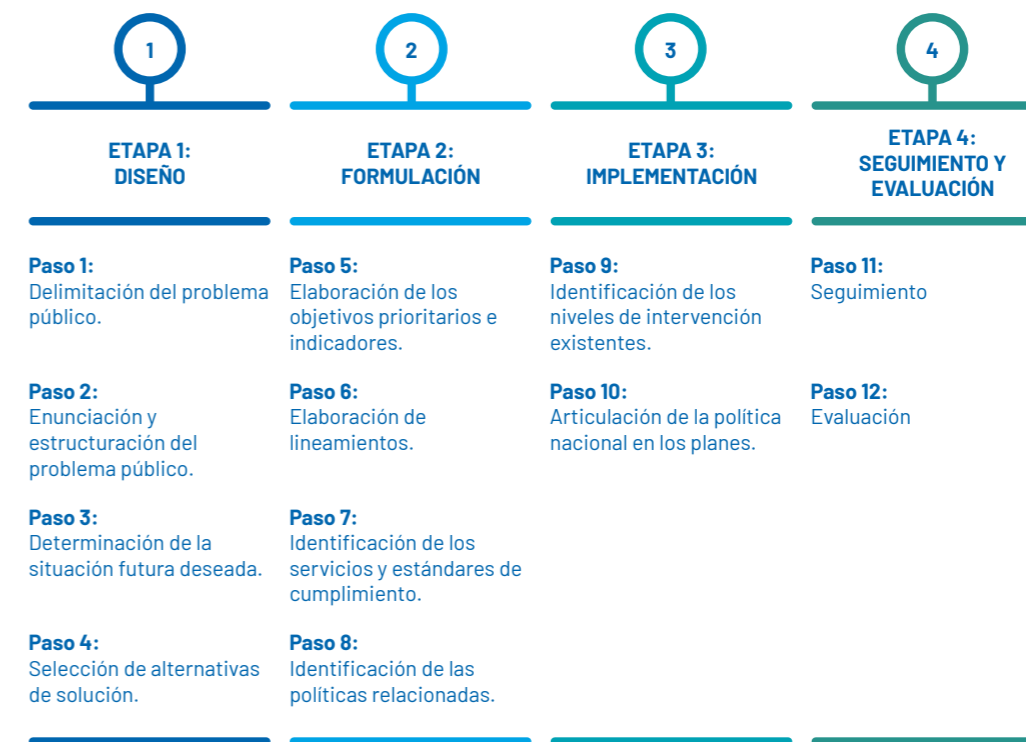 1
ETAPA 1:
DISEÑO
Paso 1:
Delimitación del problema
público.
Paso 2:
Enunciación y
estructuración del
problema público.
Paso 3:
Determinación de la
situación futura deseada.
Paso 4:
Selección de alternativas
de solución.
2
ETAPA 2:
FORMULACIÓN
Paso 5:
Elaboración de los
objetivos prioritarios e
indicadores.
Paso 6:
Elaboración de
lineamientos.
Paso 7:
Identificación de los
servicios y estándares de
cumplimiento.
Paso 8:
Identificación de las
políticas relacionadas.
3
ETAPA 3:
IMPLEMENTACIÓN
Paso 9:
Identificación de los
niveles de intervención
existentes.
Paso 10:
Articulación de la política
nacional en los planes.
4
ETAPA 4:
SEGUIMIENTO Y
EVALUACIÓN
Paso 11:
Seguimiento
Paso 12:
Evaluación